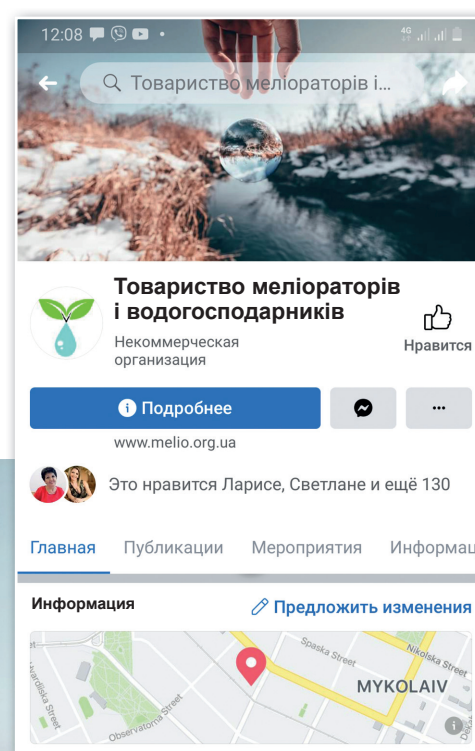 12:08
4G
Товариство меліораторів і...
Товариство меліораторів
і водогосподарників
Некоммерческая
организация
Нравится
Подробнее
www.melio.org.ua
Это нравится Ларисе, Светлане и ещё 130
Главная Публикации Мероприятия Информац
Информация Предложить изменения
Spaska Street
Nikolska Street
MYKOLAIV
Observatorna Street